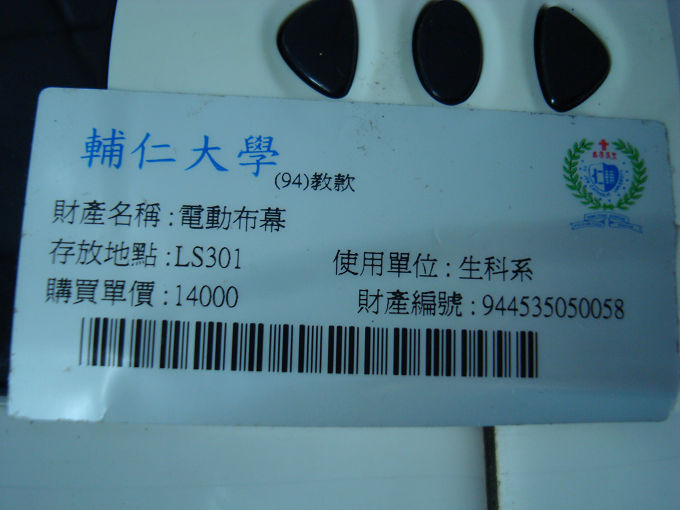 輔仁大學
(94)教款
財產名稱:電動布幕
存放地點:LS301 使用單位:生科系
購買單價:14000 財產編號:944535050058